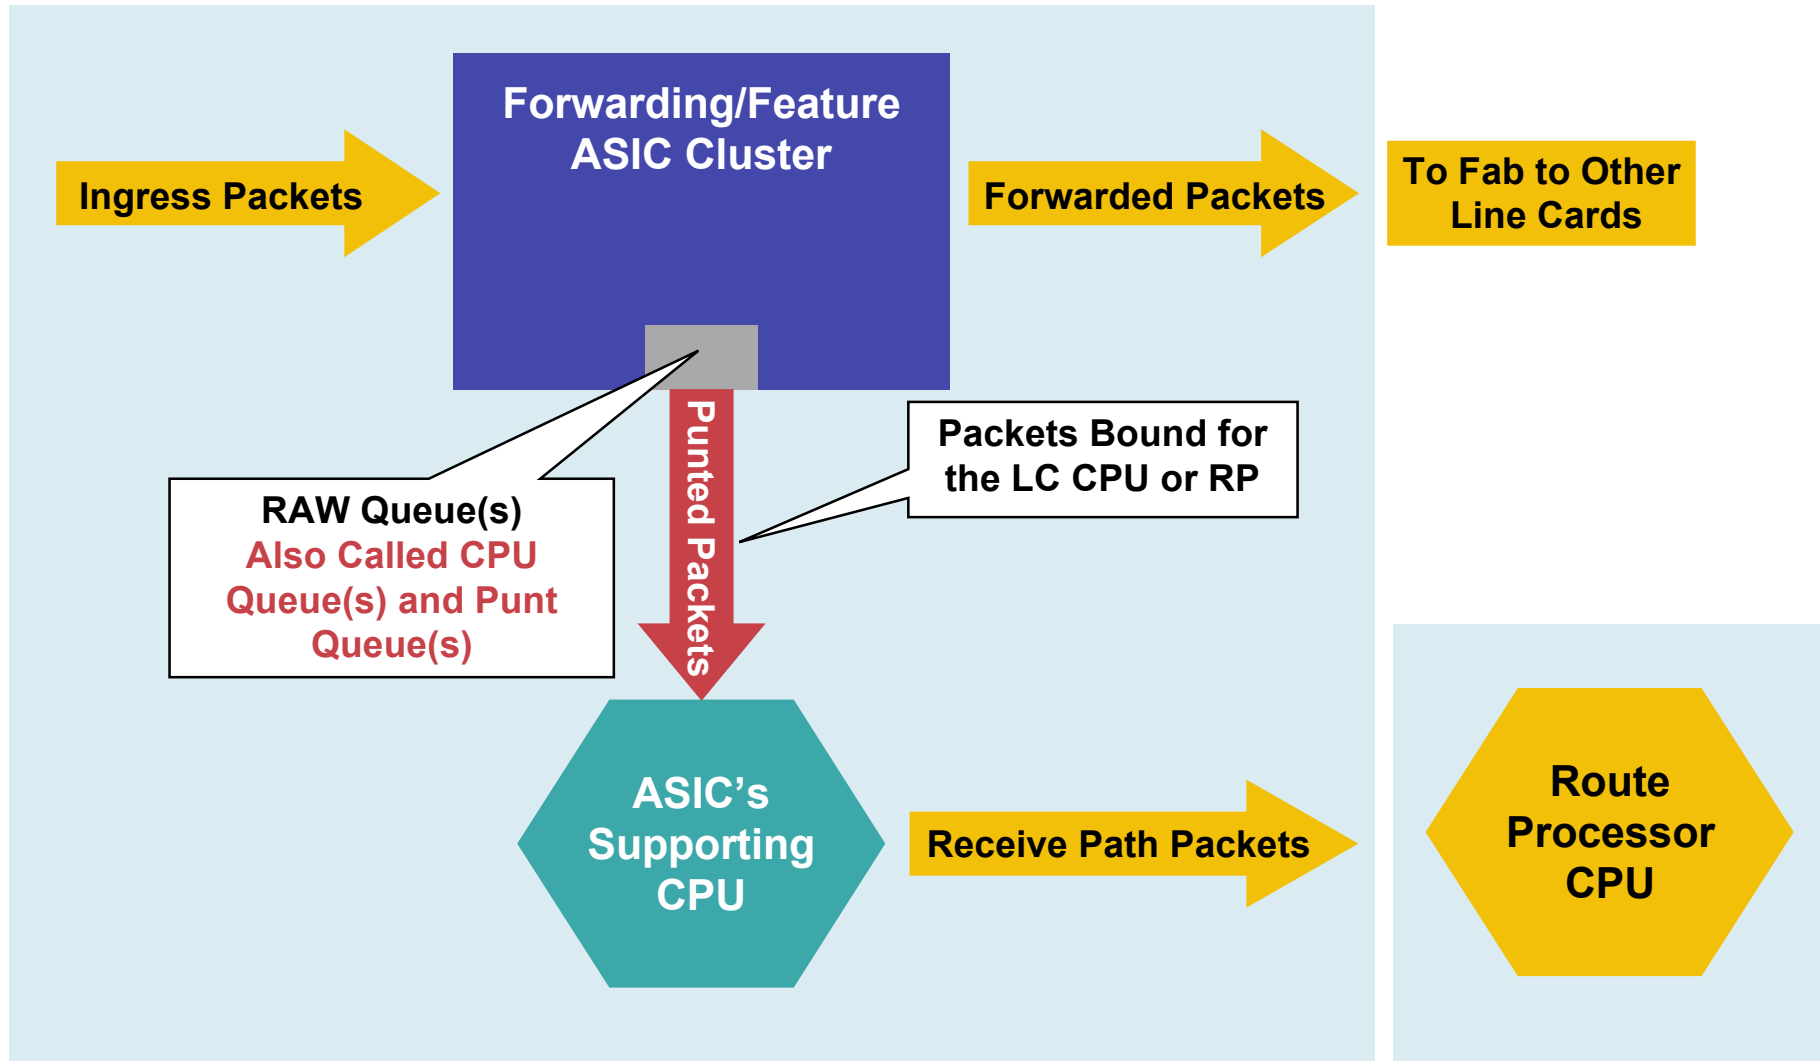 Forwarding/Feature
ASIC Cluster
Ingress Packets
Forwarded Packets
To Fab to Other
Line Cards
Punted Packets
Packets Bound for
the LC CPU or RP
RAW Queue(s)
Also Called CPU
Queue(s) and Punt
Queue(s)
ASIC’s
Supporting
CPU
Receive Path Packets
Route
Processor
CPU